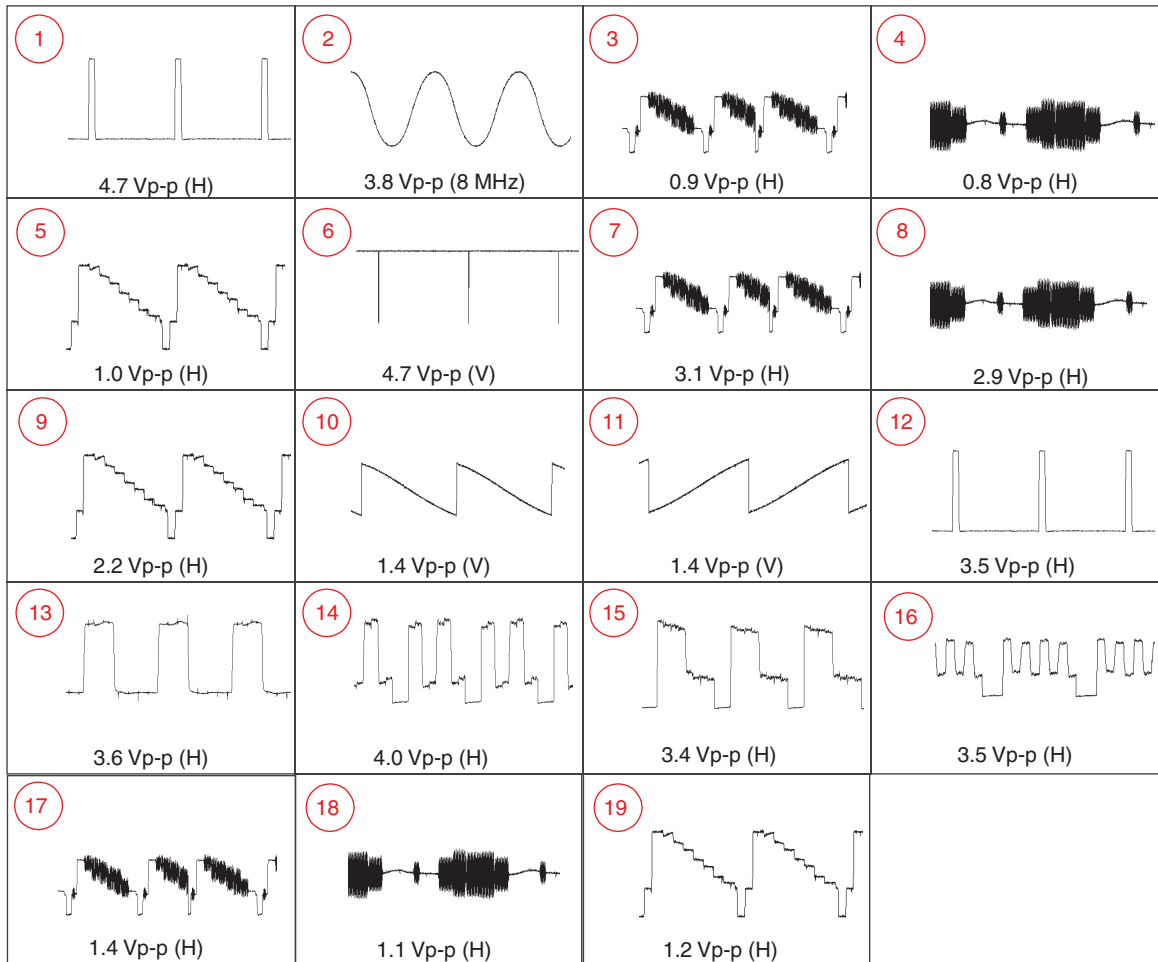 1
4.7 Vp-p (H)
2
3.8 Vp-p (8 MHz)
3
0.9 Vp-p (H)
4
0.8 Vp-p (H)
5
1.0 Vp-p (H)
6
4.7 Vp-p (V)
7
3.1 Vp-p (H)
8
2.9 Vp-p (H)
9
2.2 Vp-p (H)
10
1.4 Vp-p (V)
11
1.4 Vp-p (V)
12
3.5 Vp-p (H)
13
3.6 Vp-p (H)
14
4.0 Vp-p (H)
15
3.4 Vp-p (H)
16
3.5 Vp-p (H)
17
1.4 Vp-p (H)
18
1.1 Vp-p (H)
19
1.2 Vp-p (H)